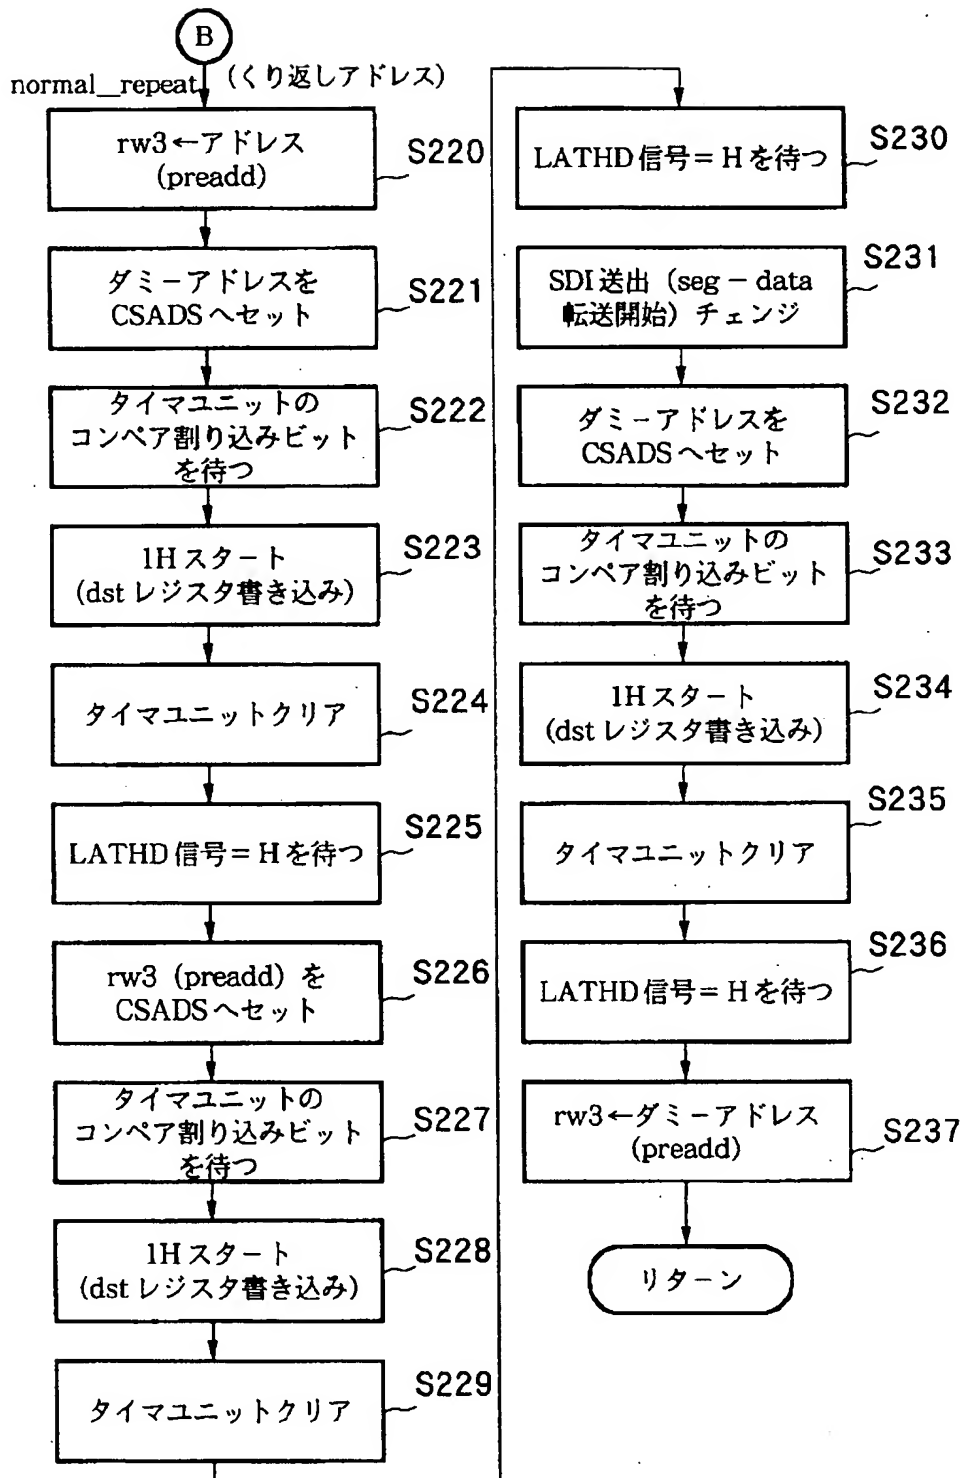 B
normal__repeat (くり返しアドレス)
rw3←アドレス
(preadd)
S220
ダミーアドレスを
CSADSへセット
S221
タイマユニットの
コンペア割り込みビット
を待つ
S222
1Hスタート
(dstレジスタ書き込み)
S223
タイマユニットクリア
S224
LATHD信号=Hを待つ
S225
rw3 (preadd) を
CSADSへセット
S226
タイマユニットの
コンペア割り込みビット
を待つ
S227
1Hスタート
(dstレジスタ書き込み)
S228
タイマユニットクリア
S229
LATHD信号=Hを待つ
S230
SDI送出 (seg-data
転送開始) チェンジ
S231
ダミーアドレスを
CSADSへセット
S232
タイマユニットの
コンペア割り込みビット
を待つ
S233
1Hスタート
(dstレジスタ書き込み)
S234
タイマユニットクリア
S235
LATHD信号=Hを待つ
S236
rw3←ダミーアドレス
(preadd)
S237
リターン